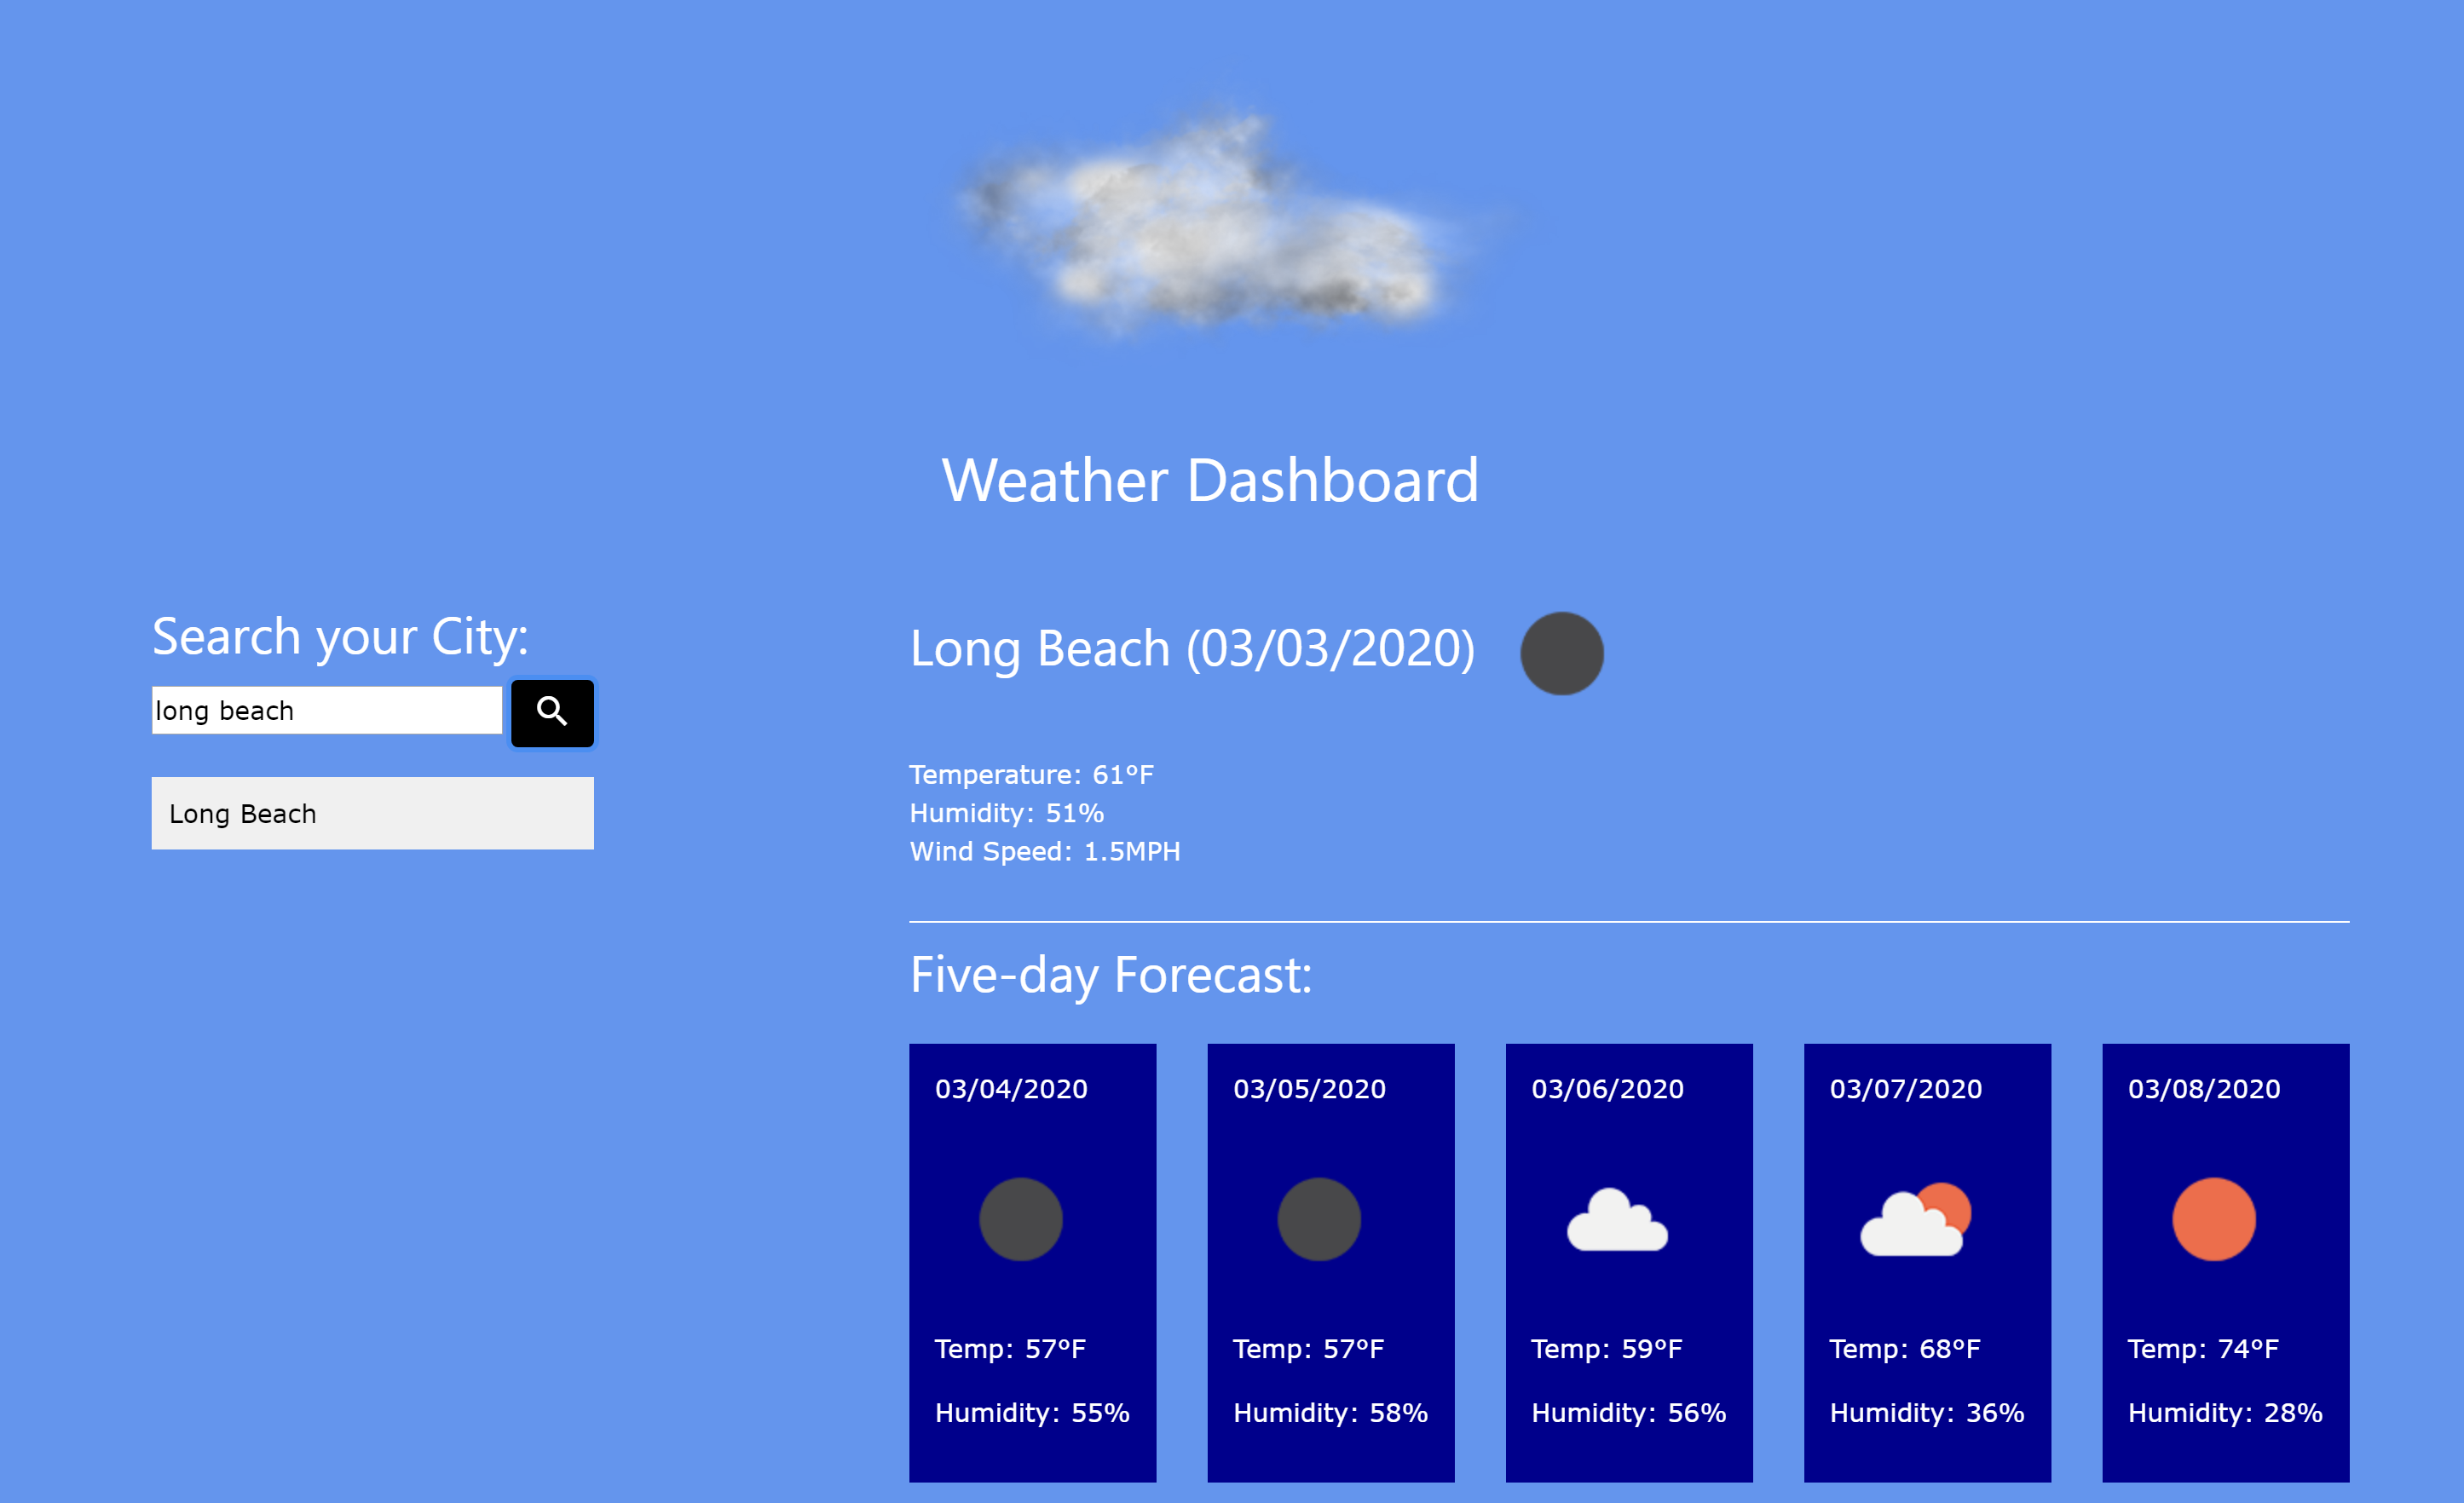 Weather Dashboard
Search your City:
long beach
Long Beach
Long Beach (03/03/2020)
Temperature: 61°F
Humidity: 51%
Wind Speed: 1.5MPH
Five-day Forecast:
03/04/2020
Temp: 57°F
Humidity: 55%
03/05/2020
Temp: 57°F
Humidity: 58%
03/06/2020
Temp: 59°F
Humidity: 56%
03/07/2020
Temp: 68°F
Humidity: 36%
03/08/2020
Temp: 74°F
Humidity: 28%